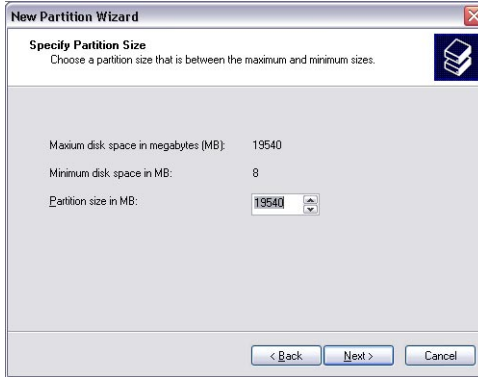 New Partition Wizard
Specify Partition Size
Choose a partition size that is between the maximum and minimum sizes.
Maxium disk space in megabytes (MB): 19540
Minimum disk space in MB: 8
Partition size in MB: 19540
< Back Next > Cancel